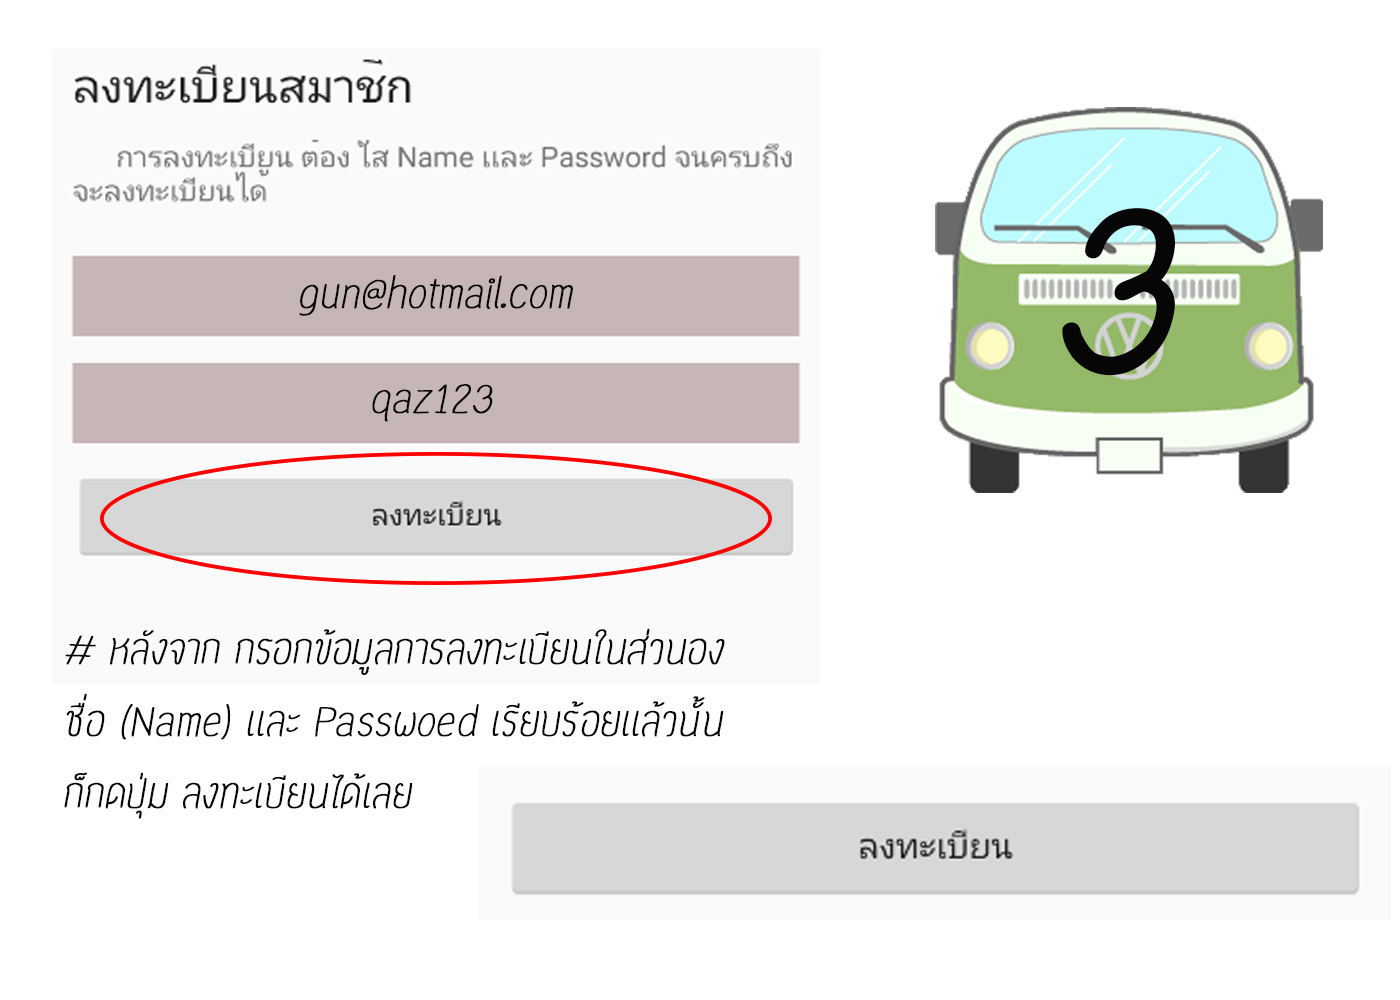 ลงทะเบียนสมาชิก
การลงทะเบียน ต้อง ใส Name และ Password จนครบถึง
จะลงทะเบียนได
gun@hotmail.com
qaz123
ลงทะเบียน
3
# หลังจาก กรอกข้อมูลการลงทะเบียนในส่วนอง
ชื่อ (Name) และ Passwoed เรียบร้อยแล้วนั้น
ก็กดปุ่ม ลงทะเบียนได้เลย
ลงทะเบียน